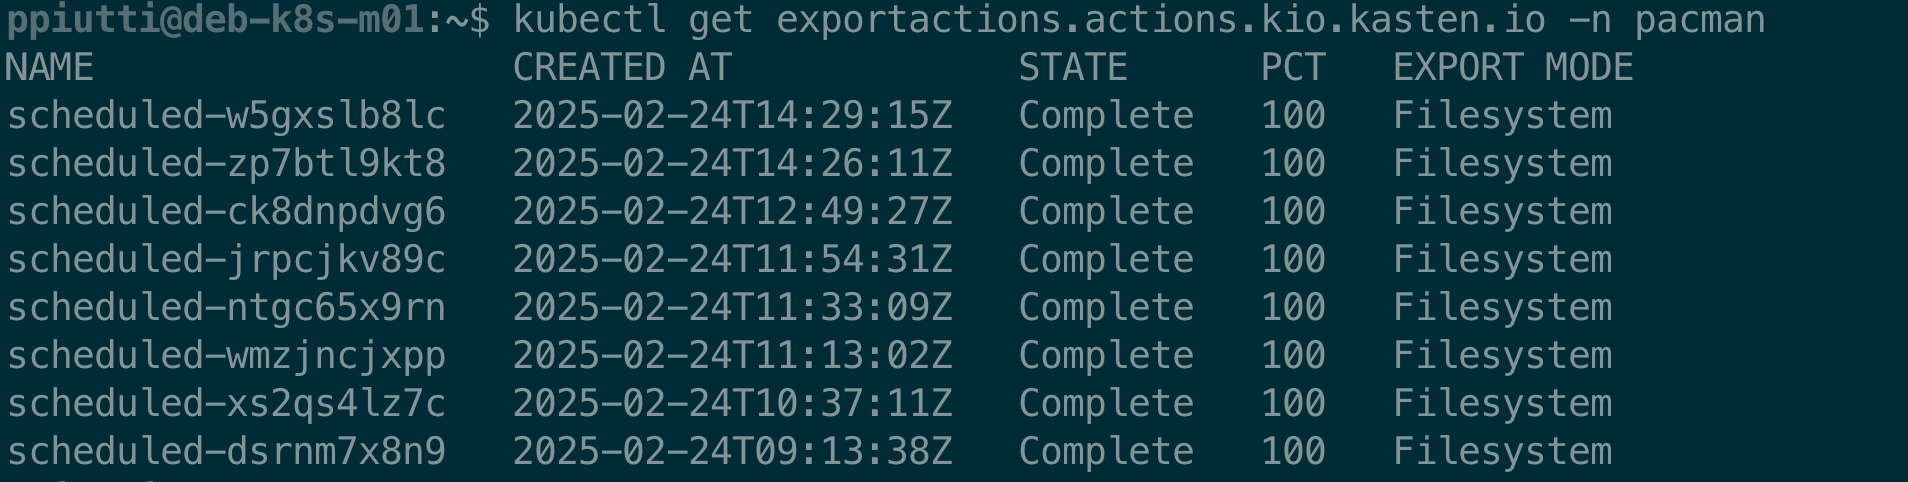 ppiutti@deb-k8s-m01:~$ kubectl get exportactions.actions.kio.kasten.io -n pacman
NAME CREATED AT STATE PCT EXPORT MODE
scheduled-w5gxslb8lc 2025-02-24T14:29:15Z Complete 100 Filesystem
scheduled-zp7btl9kt8 2025-02-24T14:26:11Z Complete 100 Filesystem
scheduled-ck8dnpdvg6 2025-02-24T12:49:27Z Complete 100 Filesystem
scheduled-jrpcjkv89c 2025-02-24T11:54:31Z Complete 100 Filesystem
scheduled-ntgc65x9rn 2025-02-24T11:33:09Z Complete 100 Filesystem
scheduled-wmzjncjxpp 2025-02-24T11:13:02Z Complete 100 Filesystem
scheduled-xs2qs4lz7c 2025-02-24T10:37:11Z Complete 100 Filesystem
scheduled-dsrnm7x8n9 2025-02-24T09:13:38Z Complete 100 Filesystem